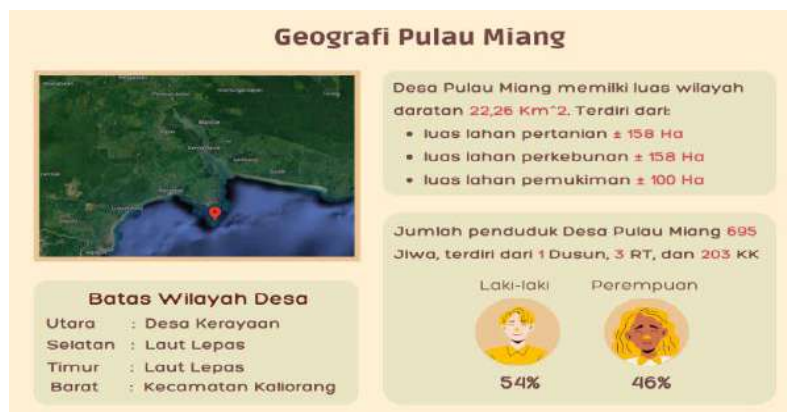 Geografi Pulau Miang
Desa Pulau Miang memilki luas wilayah
daratan 22,26 Km^2. Terdiri dari:
• luas lahan pertanian ± 158 Ha
• luas lahan perkebunan ± 158 Ha
• luas lahan pemukiman ± 100 Ha
Jumlah penduduk Desa Pulau Miang 695
Jiwa, terdiri dari 1 Dusun, 3 RT, dan 203 KK
Laki-laki Perempuan
54% 46%
Batas Wilayah Desa
Utara : Desa Kerayaan
Selatan : Laut Lepas
Timur : Laut Lepas
Barat : Kecamatan Kaliorang